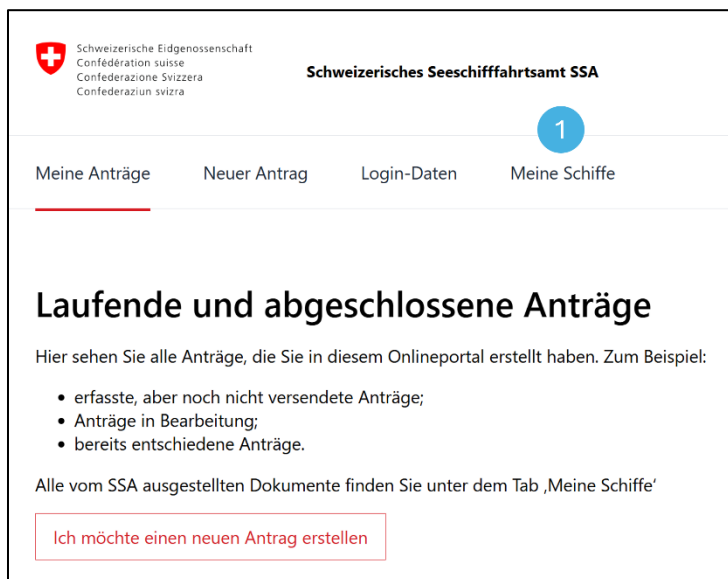 Schweizerische Eidgenossenschaft
Confédération suisse
Confederazione Svizzera
Confederaziun svizra
Schweizerisches Seeschifffahrtsamt SSA
1
Meine Anträge Neuer Antrag Login-Daten Meine Schiffe
Laufende und abgeschlossene Anträge
Hier sehen Sie alle Anträge, die Sie in diesem Onlineportal erstellt haben. Zum Beispiel:
• erfasste, aber noch nicht versendete Anträge;
• Anträge in Bearbeitung;
• bereits entschiedene Anträge.
Alle vom SSA ausgestellten Dokumente finden Sie unter dem Tab ‚Meine Schiffe‘
Ich möchte einen neuen Antrag erstellen